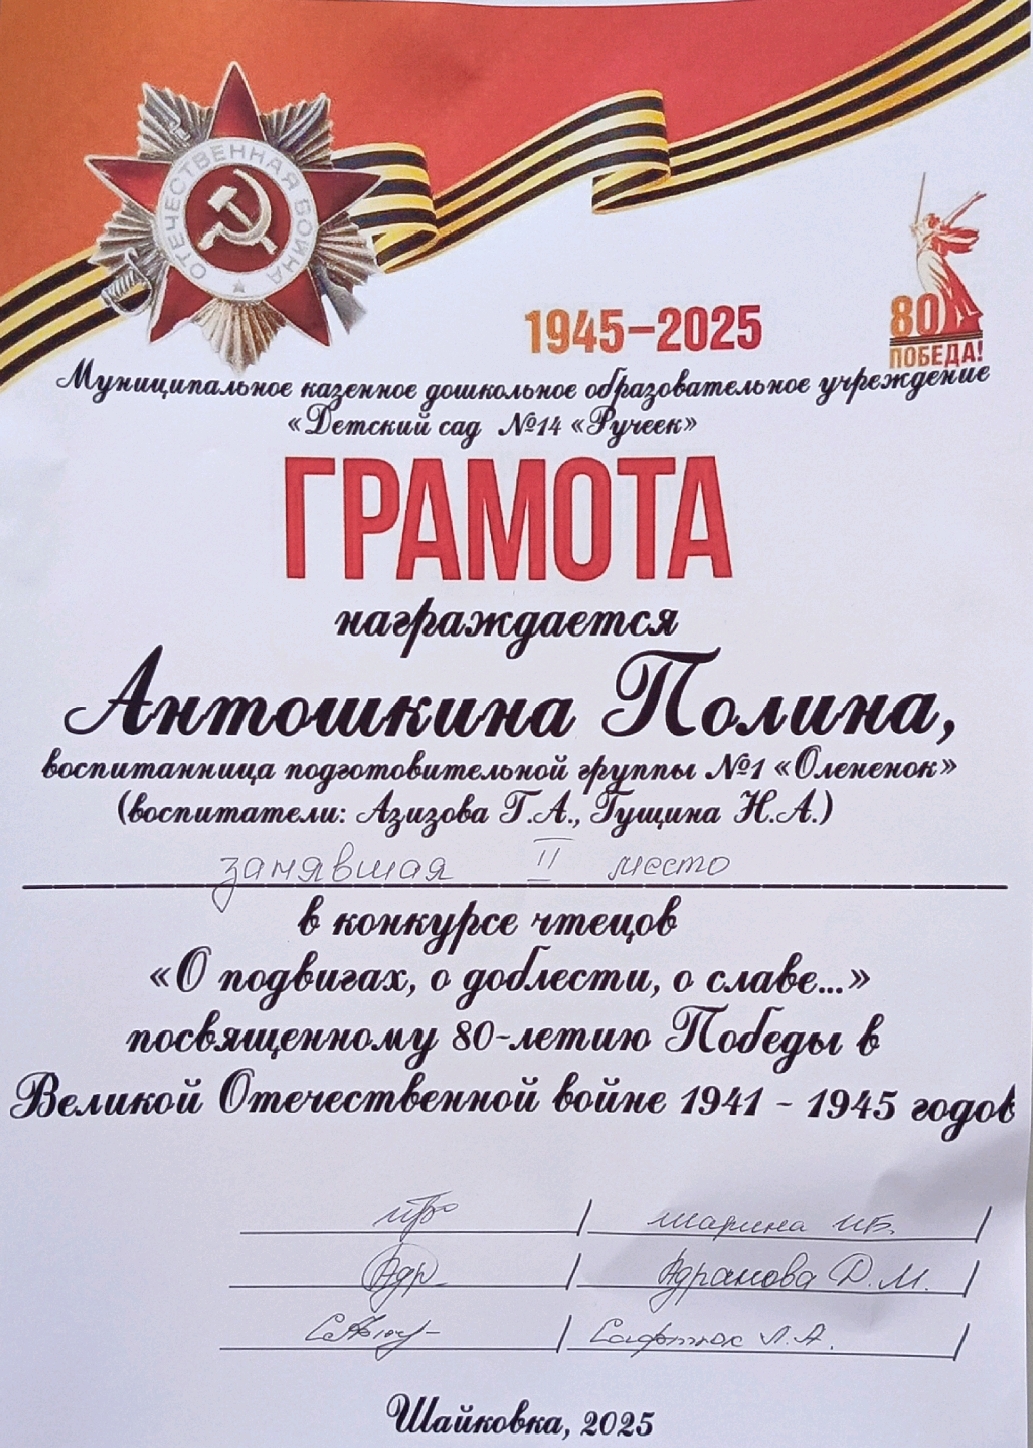 ОТЕЧЕСТВЕННАЯ ВОЙНА
1945-2025
80
ПОБЕДА!
Муниципальное казенное дошкольное образовательное учреждение
«Детский сад №14 «Ручеек»
ГРАМОТА
награждается
Антошкина Полина,
воспитанница подготовительной группы №1 «Олененок»
(воспитатели: Азизова Г.А., Гущина Н.А.)
занявшая II место
в конкурсе чтецов
«О подвигах, о доблести, о славе...»
посвященному 80-летию Победы в
Великой Отечественной войне 1941 - 1945 годов
Адранова Д.М.
Шайковка, 2025